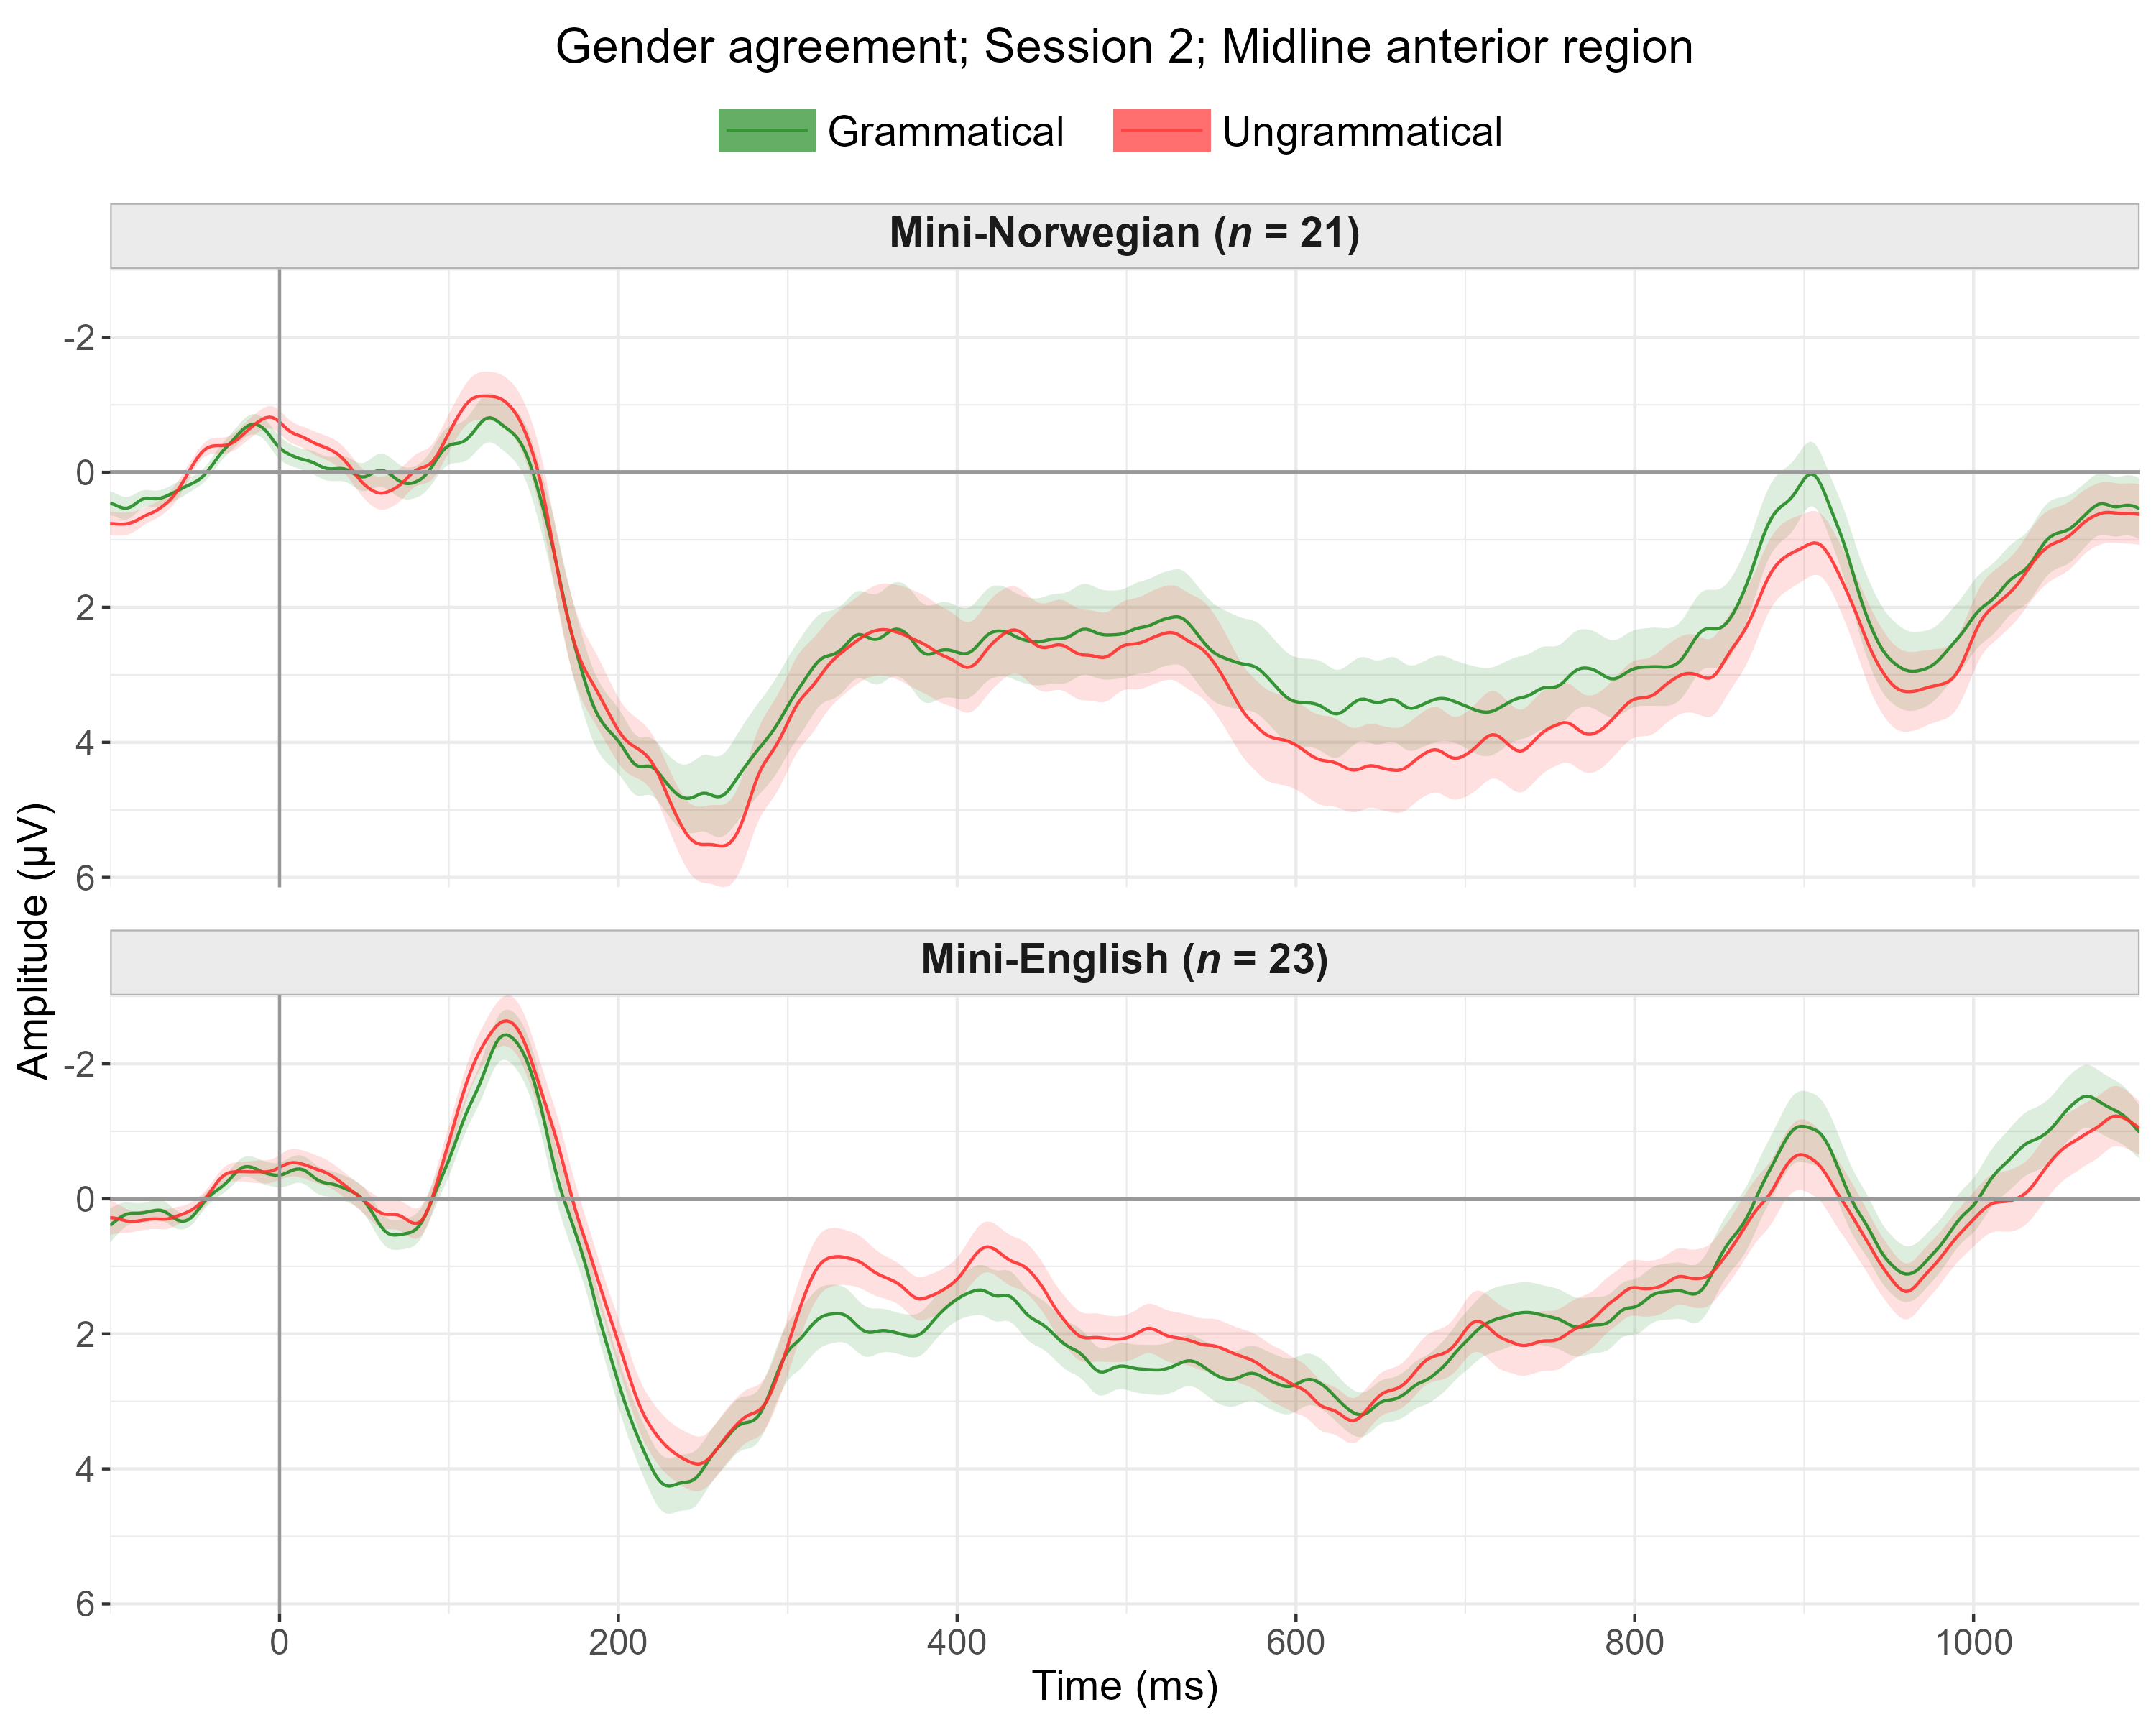 Gender agreement; Session 2; Midline anterior region
Grammatical Ungrammatical
Mini-Norwegian (n = 21)
-2
0
2
4
6
Amplitude (µV)
Mini-English (n = 23)
-2
0
2
4
6
0 200 400 600 800 1000
Time (ms)